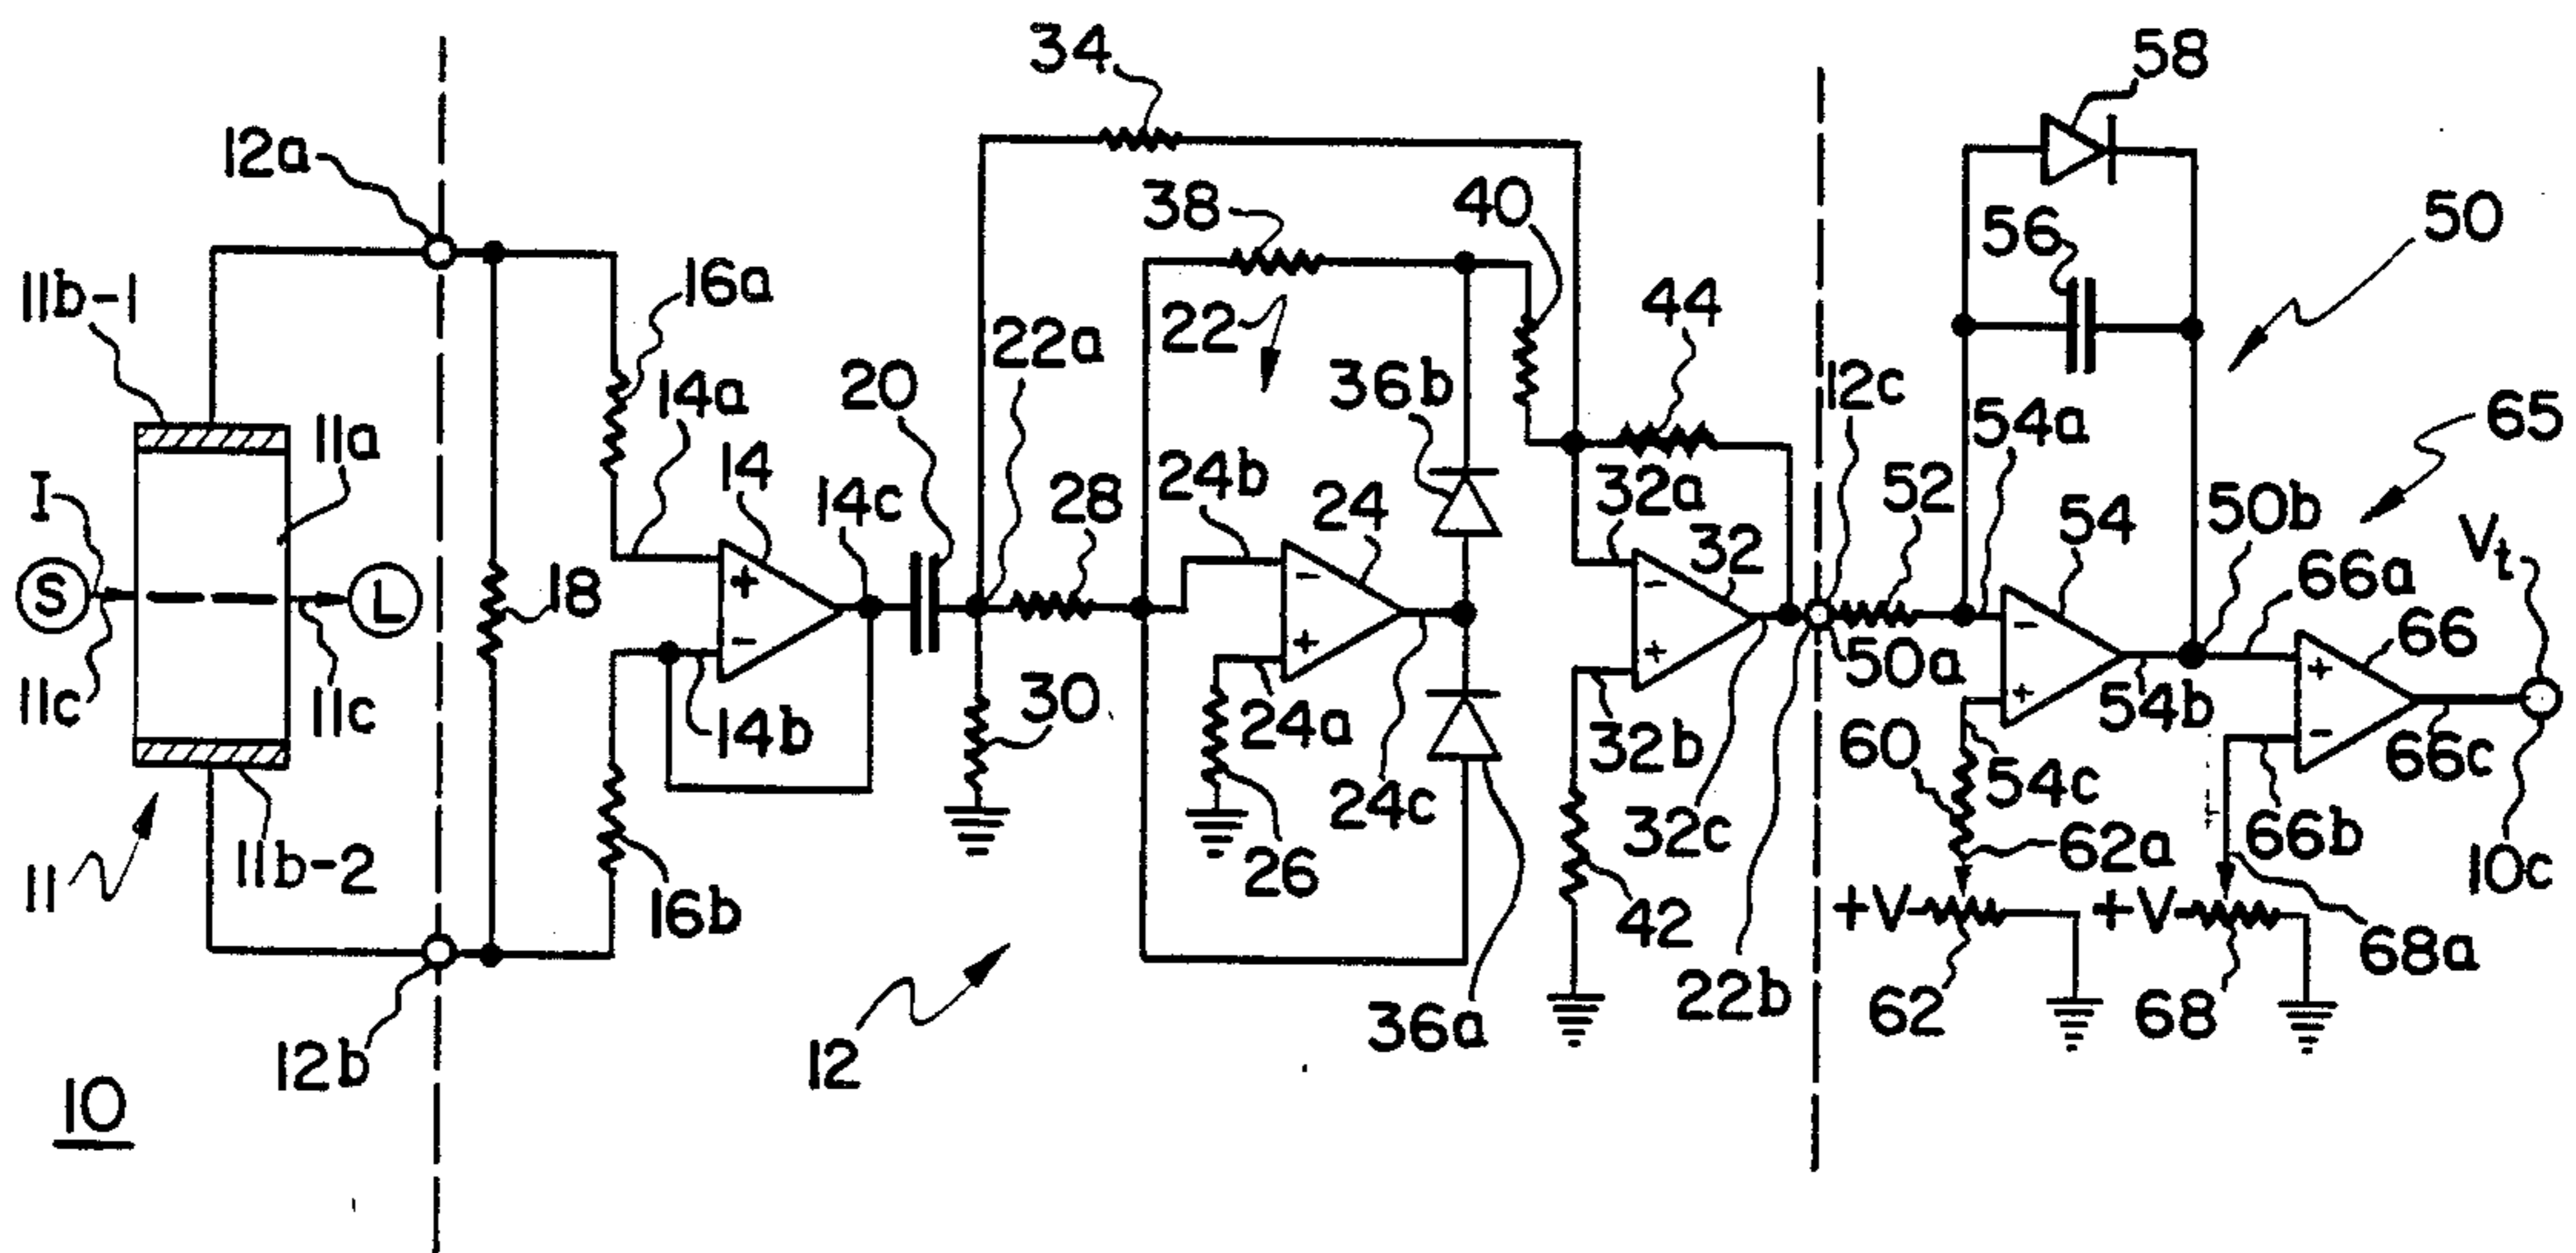 34
58
12a
38
40
50
56
11b-1
16a
22
44
22a
36b
12c
14a
20
54a
65
11a
I
14
14c
28
24b
24
32a
32
52
54
50b
Vt
S
L
18
+
-
-
+
-
+
-
+
+
-
66a
66
11c
11c
14b
30
24a
24c
32b
32c
50a
54b
66c
60
54c
66b
62a
10c
11
11b-2
16b
26
42
22b
+V
+V
62
68
68a
12b
12
36a
10